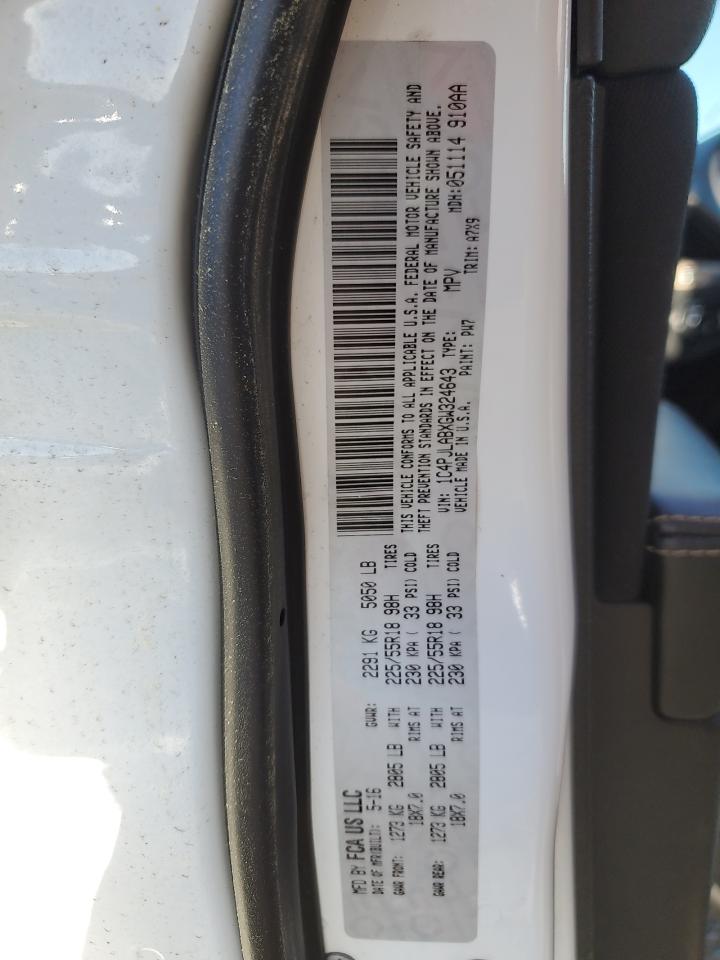 MFD BY FCA US LLC
DATE OF MFR(BUILT): 5-16 GVWR: 2291 KG 5050 LB
GAWR FRONT: 1273 KG 2805 LB WITH 225/55R18 98H TIRES
18X7.0 RIMS AT 230 KPA ( 33 PSI) COLD
GAWR REAR: 1273 KG 2805 LB WITH 225/55R18 98H TIRES
18X7.0 RIMS AT 230 KPA ( 33 PSI) COLD
THIS VEHICLE CONFORMS TO ALL APPLICABLE U.S.A. FEDERAL MOTOR VEHICLE SAFETY AND
THEFT PREVENTION STANDARDS IN EFFECT ON THE DATE OF MANUFACTURE SHOWN ABOVE.
VIN: 1C4PJLABXGW324643 TYPE: MPV MDH:051114 910AA
VEHICLE MADE IN U.S.A. PAINT: PW7 TRIM: A7X9